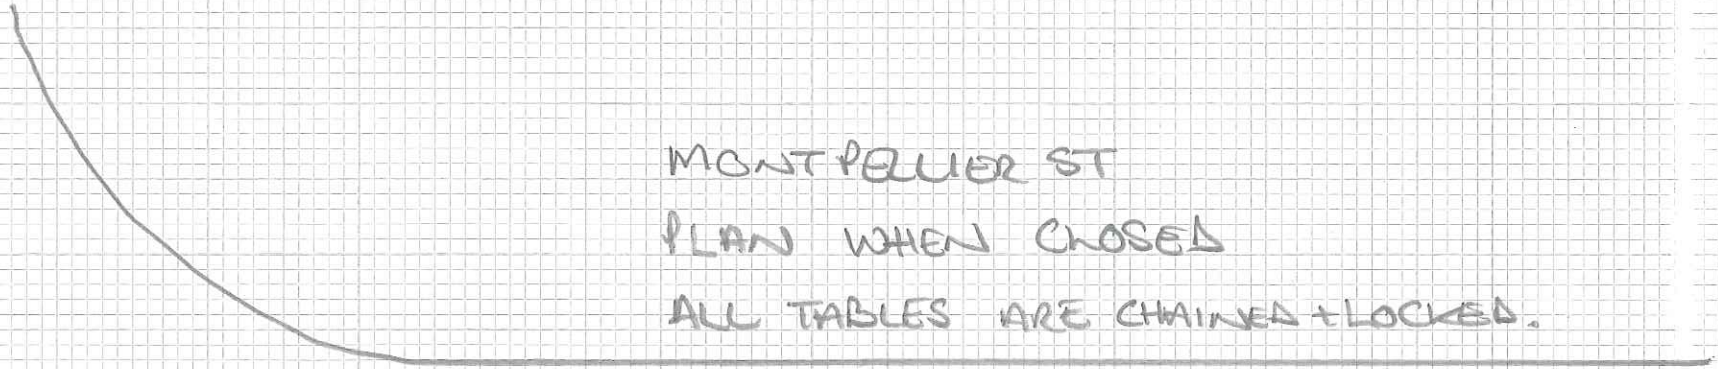 MONTPELLIER ST
PLAN WHEN CLOSED
ALL TABLES ARE CHAINED + LOCKED.